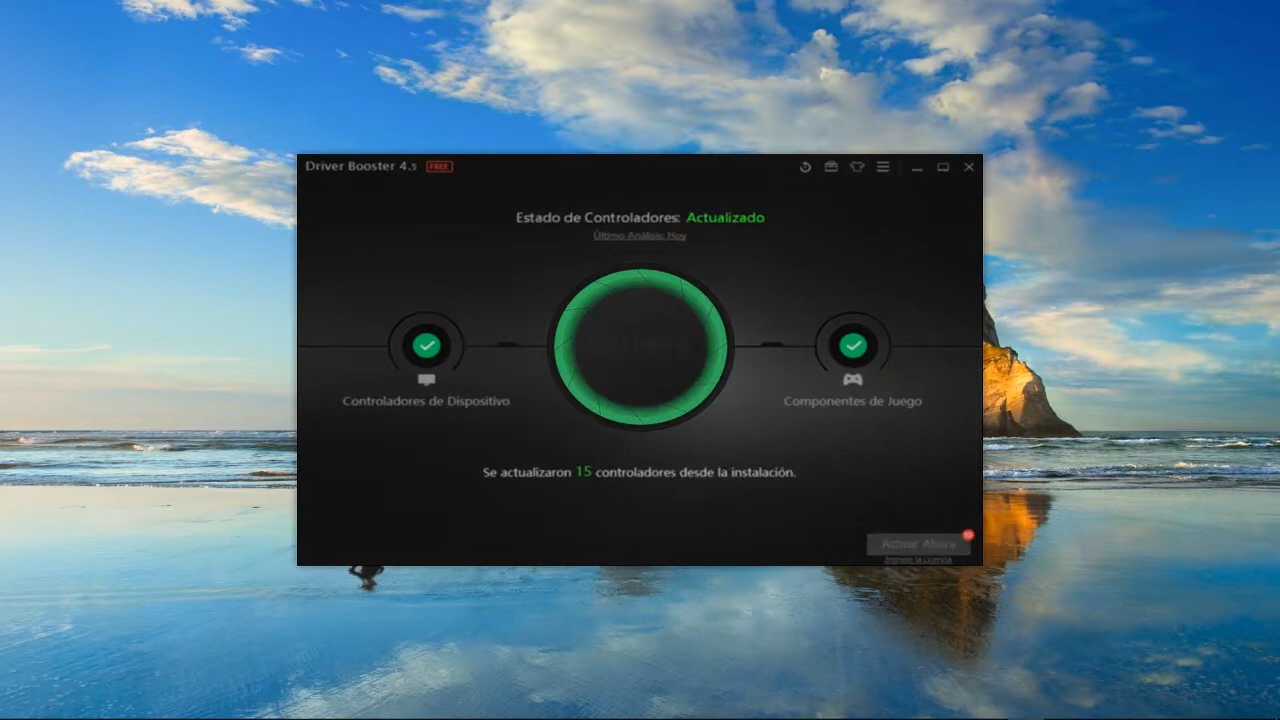 Driver Booster 4.5 FREE
Estado de Controladores: Actualizado
Último Análisis: Hoy
Controladores de Dispositivo
Componentes de Juego
Se actualizaron 15 controladores desde la instalación.